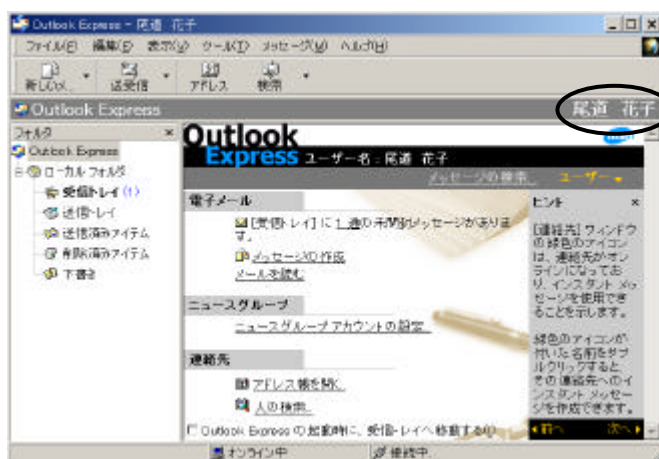 Outlook Express - 尾道 花子
ファイル(F) 編集(E) 表示(V) ツール(T) メッセージ(M) ヘルプ(H)
新しいメ... 送受信 アドレス 検索
Outlook Express 尾道 花子
フォルダ ×
Outlook Express
ローカル フォルダ
受信トレイ (1)
送信トレイ
送信済みアイテム
削除済みアイテム
下書き
Outlook
Express ユーザー名 : 尾道 花子
メッセージの検索... ユーザー
電子メール
[受信トレイ] に 1 通の未開封メッセージがありま
す。
メッセージの作成
メールを読む
ニュースグループ
ニュースグループ アカウントの設定...
連絡先
アドレス帳を開く...
人の検索...
Outlook Express の起動時に、受信トレイへ移動する(I)
ヒント ×
[連絡先] ウィンドウ
の緑色のアイコン
は、連絡先がオン
ラインになってお
り、インスタント メッ
セージを使用でき
ることを示します。
緑色のアイコンが
付いた名前をダブ
ルクリックすると、
その連絡先へのイ
ンスタント メッセー
ジを作成できます。
前へ 次へ
オンライン中 接続中